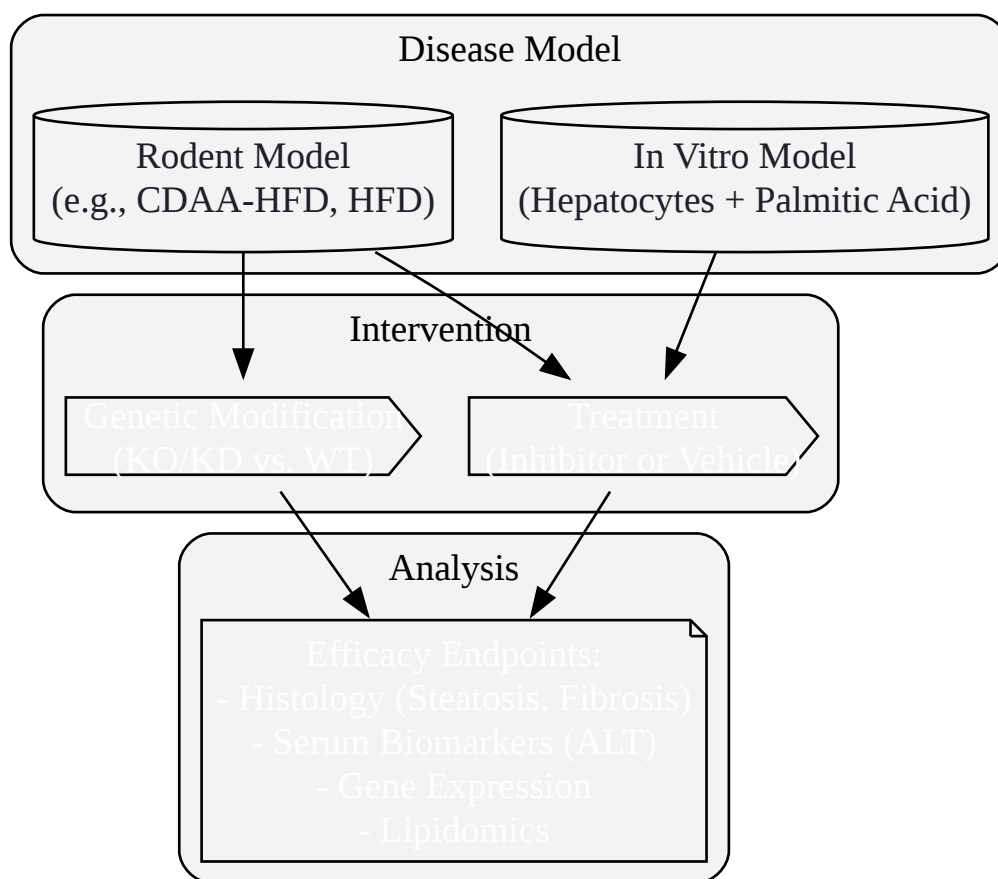 Disease Model
Rodent Model
(e.g., CDAA-HFD, HFD)
In Vitro Model
(Hepatocytes + Palmitic Acid)
Intervention
Genetic Modification
(KO/KD vs. WT)
Treatment
(Inhibitor or Vehicle)
Analysis
Efficacy Endpoints:
- Histology (Steatosis, Fibrosis)
- Serum Biomarkers (ALT)
- Gene Expression
- Lipidomics